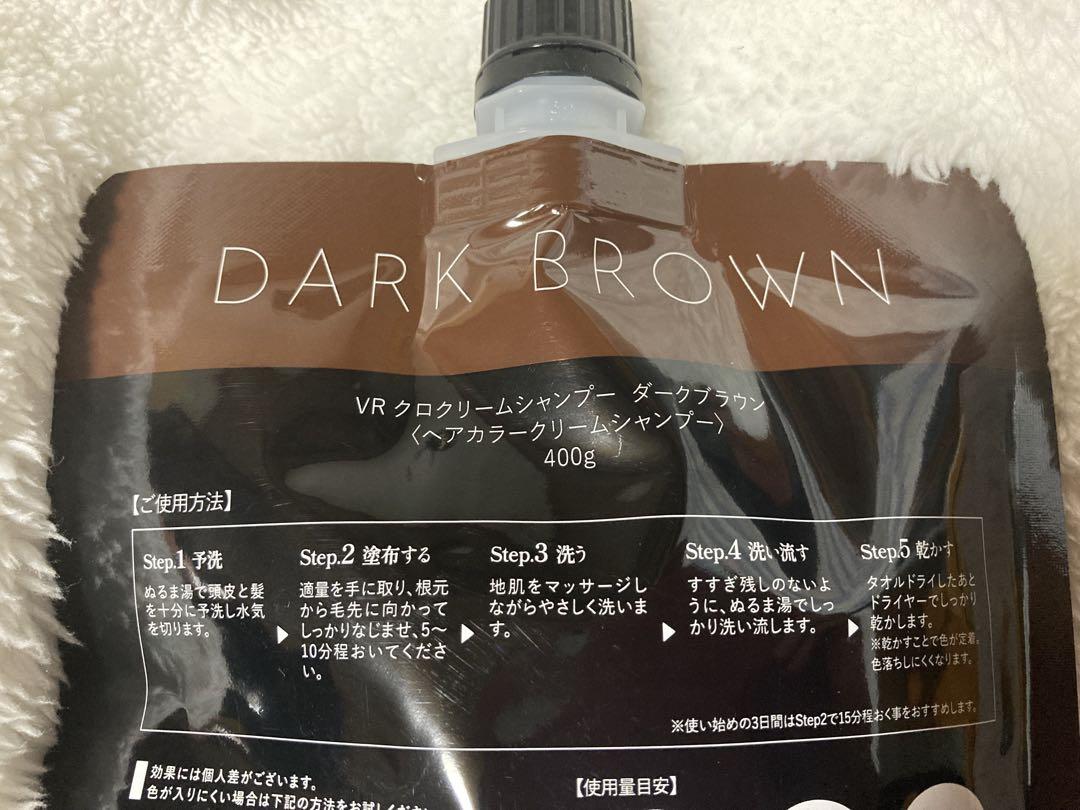 DARK BROWN
VR クロクリームシャンプー ダークブラウン
〈ヘアカラークリームシャンプー〉
400g
【ご使用方法】
Step.1 予洗
ぬるま湯で頭皮と髪
を十分に予洗し水気
を切ります。
Step.2 塗布する
適量を手に取り、根元
から毛先に向かって
しっかりなじませ、5〜
10分程おいてくださ
い。
Step.3 洗う
地肌をマッサージし
ながらやさしく洗いま
す。
Step.4 洗い流す
すすぎ残しのないよ
うに、ぬるま湯でしっ
かり洗い流します。
Step.5 乾かす
タオルドライしたあと
ドライヤーでしっかり
乾かします。
※乾かすことで色が定着。
色落ちしにくくなります。
※使い始めの3日間はStep2で15分程おく事をおすすめします。
効果には個人差がございます。
色が入りにくい場合は下記の方法をお試しください。
【使用量目安】